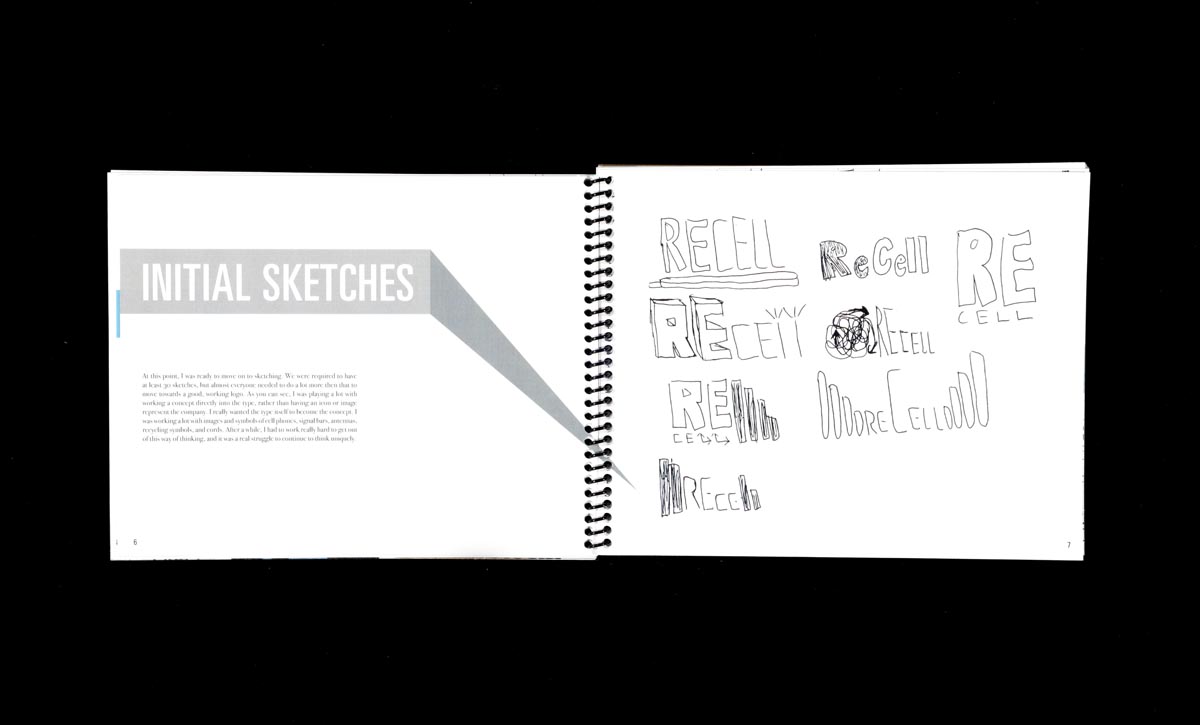 INITIAL SKETCHES
At this point, I was ready to move on to sketching. We were required to have
at least 30 sketches, but almost everyone needed to do a lot more then that to
move towards a good, working logo. As you can see, I was playing a lot with
working a concept directly into the type, rather than having an icon or image
represent the company. I really wanted the type itself to become the concept. I
was working a lot with images and symbols of cell phones, signal bars, antennas,
recycling symbols, and cords. After a while, I had to work really hard to get out
of this way of thinking, and it was a real struggle to continue to think uniquely.
6
RECELL
ReCell
RE
CELL
RECELL
RECELL
RE
CELL
RECELL
RECELL
7